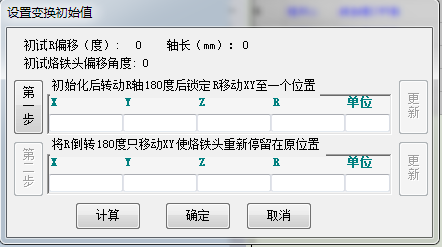 设置变换初始值
初试R偏移（度）: 0 轴长（mm）: 0
初试烙铁头偏移角度: 0
第一步
初始化后转动R轴180度后锁定R移动XY至一个位置
X Y Z R 单位
更新
第二步
将R倒转180度只移动XY使烙铁头重新停留在原位置
X Y Z R 单位
更新
计算 确定 取消